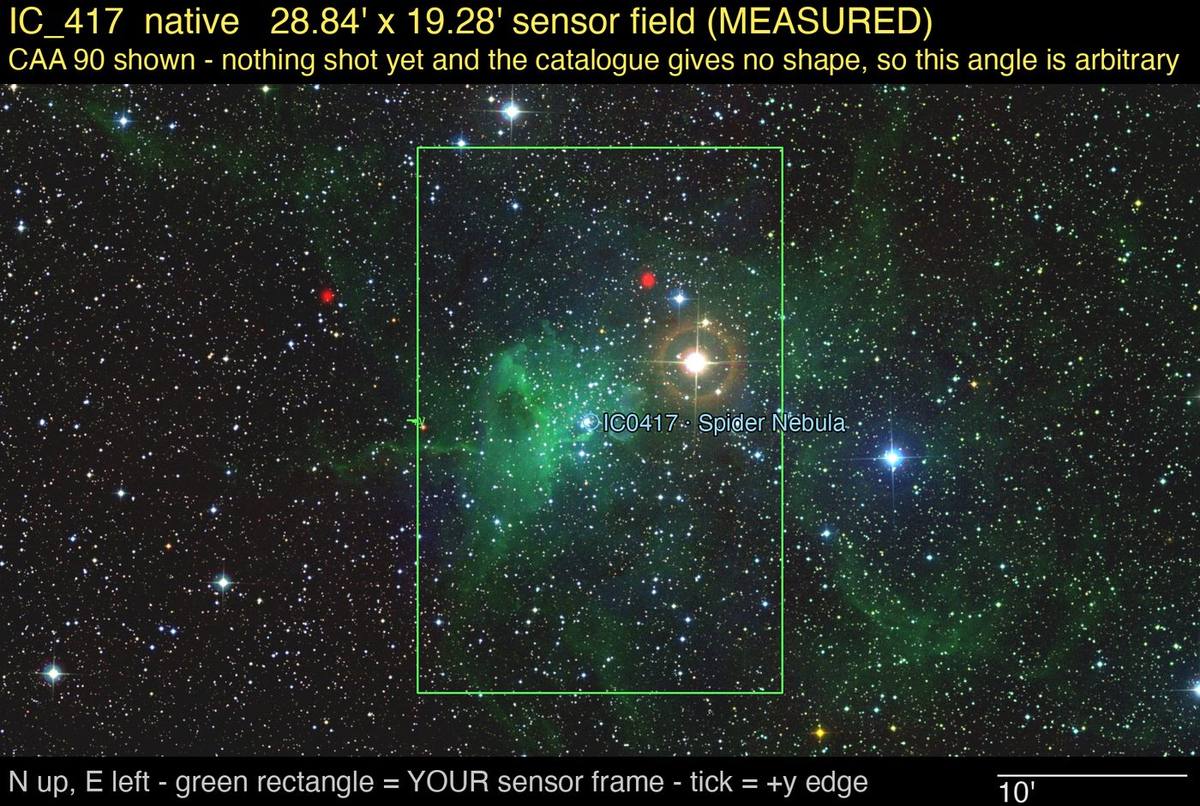 IC_417 native 28.84' x 19.28' sensor field (MEASURED)
CAA 90 shown - nothing shot yet and the catalogue gives no shape, so this angle is arbitrary
+y
IC0417 · Spider Nebula
N up, E left - green rectangle = YOUR sensor frame - tick = +y edge
10'